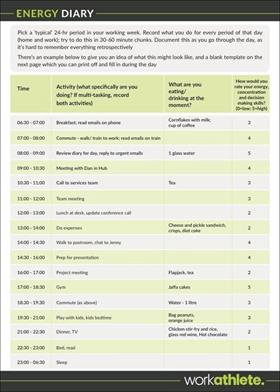 ENERGY DIARY
Pick a 'typical' 24-hr period in your working week. Record what you do for every period of that day
(home and work); try to do this in 30-60 minute chunks. Document this as you go through the day, as
it's hard to remember everything retrospectively
There's an example below to give you an idea of what this might look like, and a blank template on the
next page which you can print off and fill in during the day
Time
Activity (what specifically are you
doing? If multi-tasking, record
both activities)
What are you
eating/
drinking at the
moment?
How would you
rate your energy,
concentration
and decision
making skills?
(0=low; 5=high)
06:30 - 07:00 Breakfast; read emails on phone Cornflakes with milk; 3
cup of coffee
07:00 - 08:00 Commute - walk/ train to work; read emails on train 4
08:00 - 09:00 Review diary for day, reply to urgent emails 1 glass water 5
09:00 - 10:30 Meeting with Elan in Hub 4
10:30 - 11:00 Call to services team Tea 3
11:00 - 12:00 Team meeting 3
12:00 - 13:00 Lunch at desk, update conference call 2
13:00 - 14:00 Do expenses Cheese and pickle sandwich, 2
crisps, diet coke
14:00 - 14:30 Walk to postroom, chat to Jenny 4
14:30 - 16:00 Prep for presentation 4
16:00 - 17:00 Project meeting Flapjack, tea 2
17:00 - 18:30 Gym Jaffa cakes 5
18:30 - 19:30 Commute (as above) Water - 1 litre 3
19:30 - 21:00 Play with kids, kids bedtime Bag peanuts, 3
orange juice
21:00 - 22:30 Dinner, TV Chicken stir-fry and rice, 2
glass red wine, Hot chocolate
22:30 - 23:00 Bed, read 1
23:00 - 06:30 Sleep 1
workathlete.